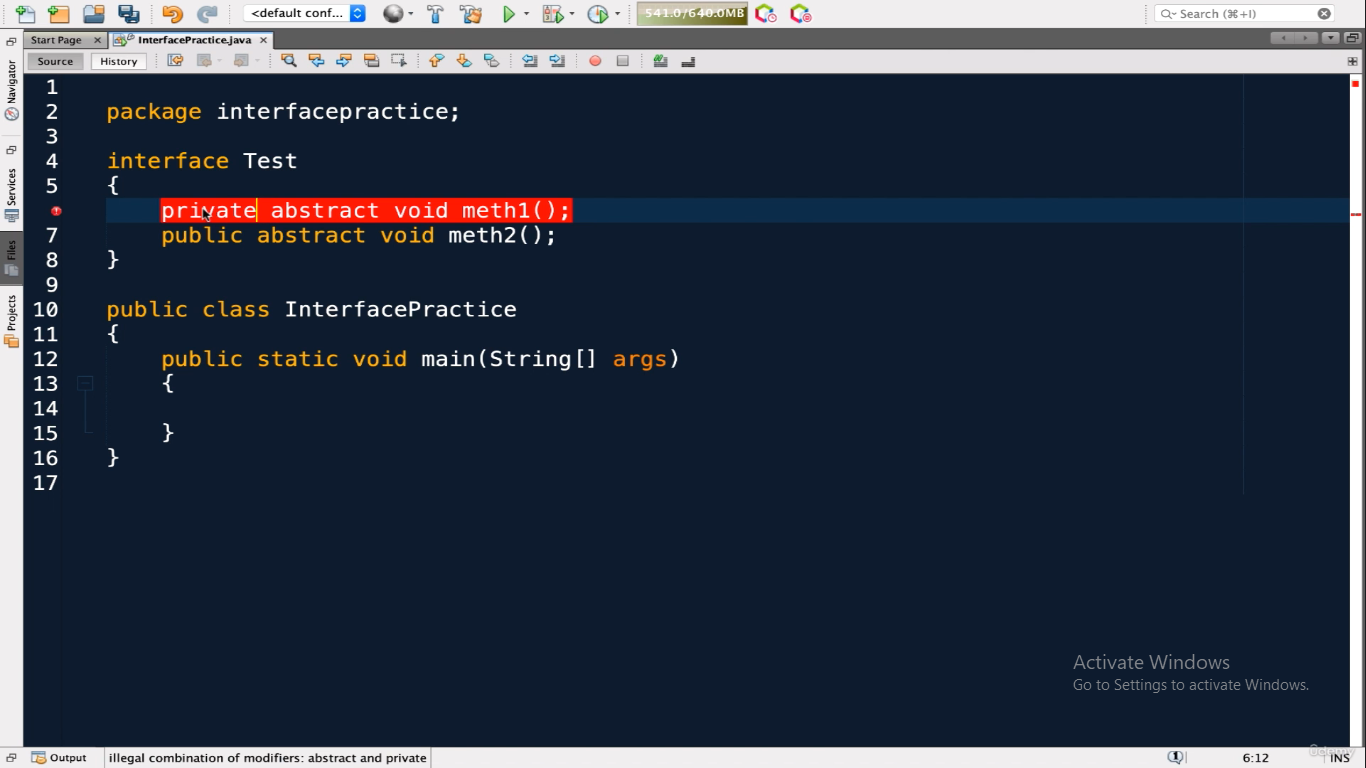 <default conf...
541.0/640.0MB
Search (⌘+I)
Start Page
InterfacePractice.java
Source
History
Navigator
Services
Files
Projects
1
2 package interfacepractice;
3
4 interface Test
5 {
private abstract void meth1();
7 public abstract void meth2();
8 }
9
10 public class InterfacePractice
11 {
12 public static void main(String[] args)
13 {
14
15 }
16 }
17
Activate Windows
Go to Settings to activate Windows.
Output
illegal combination of modifiers: abstract and private
1
6:12
INS